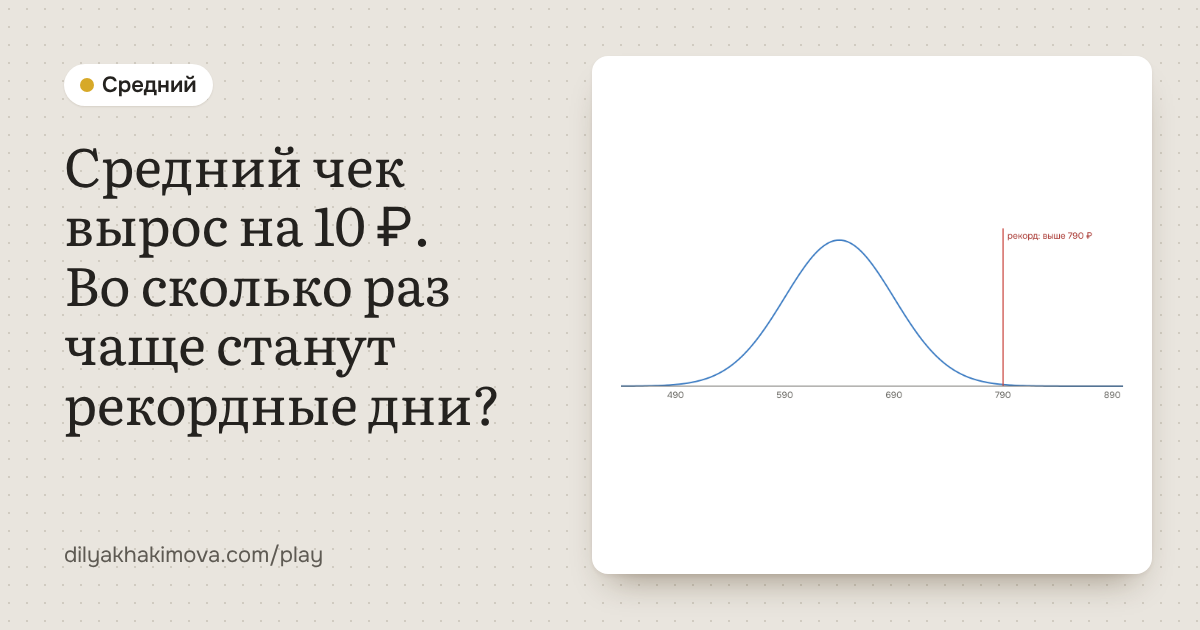 Средний
Средний чек
вырос на 10 ₽.
Во сколько раз
чаще станут
рекордные дни?
dilyakhakimova.com/play
рекорд: выше 790 ₽
490 590 690 790 890